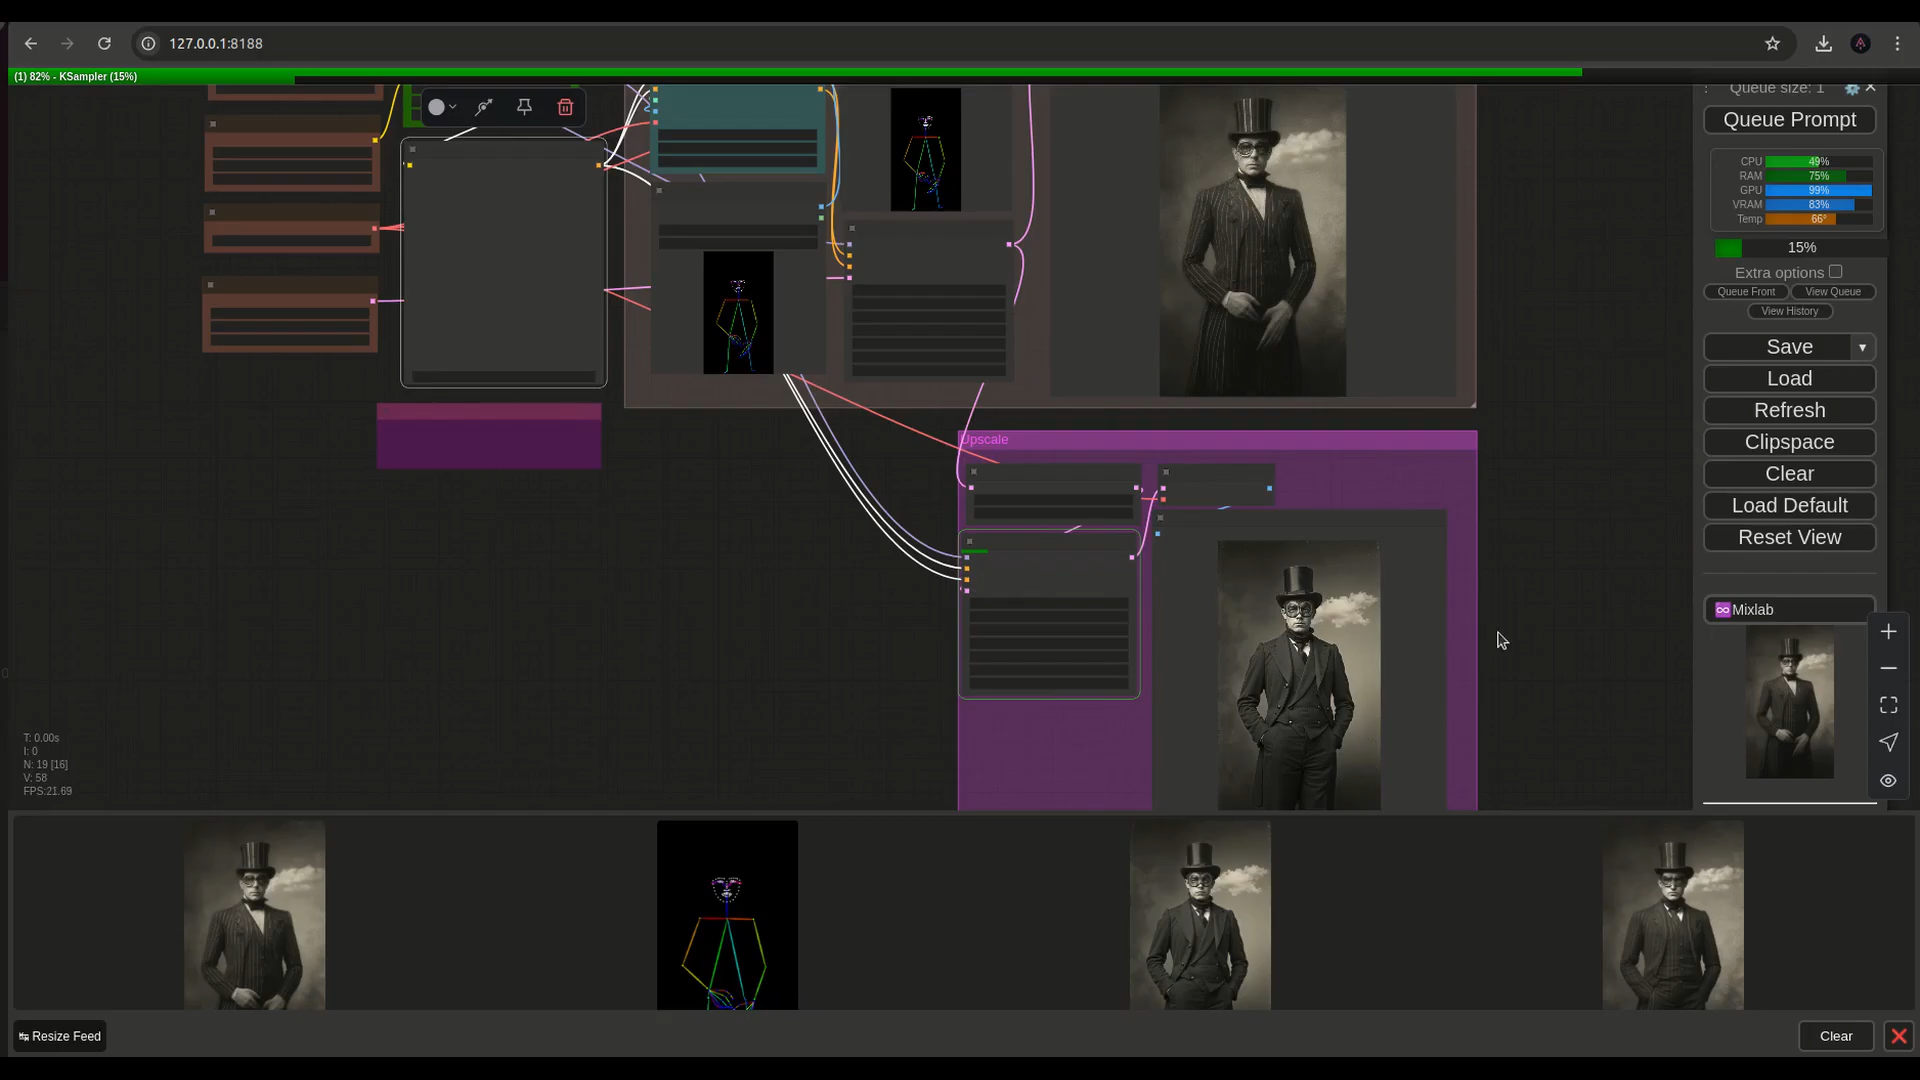 127.0.0.1:8188
(1) 82% - KSampler (15%)
Queue size: 1
Queue Prompt
CPU 49%
RAM 75%
GPU 99%
VRAM 83%
Temp 66°
15%
Extra options
Queue Front View Queue
View History
Save
Load
Refresh
Clipspace
Clear
Load Default
Reset View
Mixlab
Upscale
T: 0.00s
I: 0
N: 19 [16]
V: 58
FPS:21.69
Resize Feed
Clear